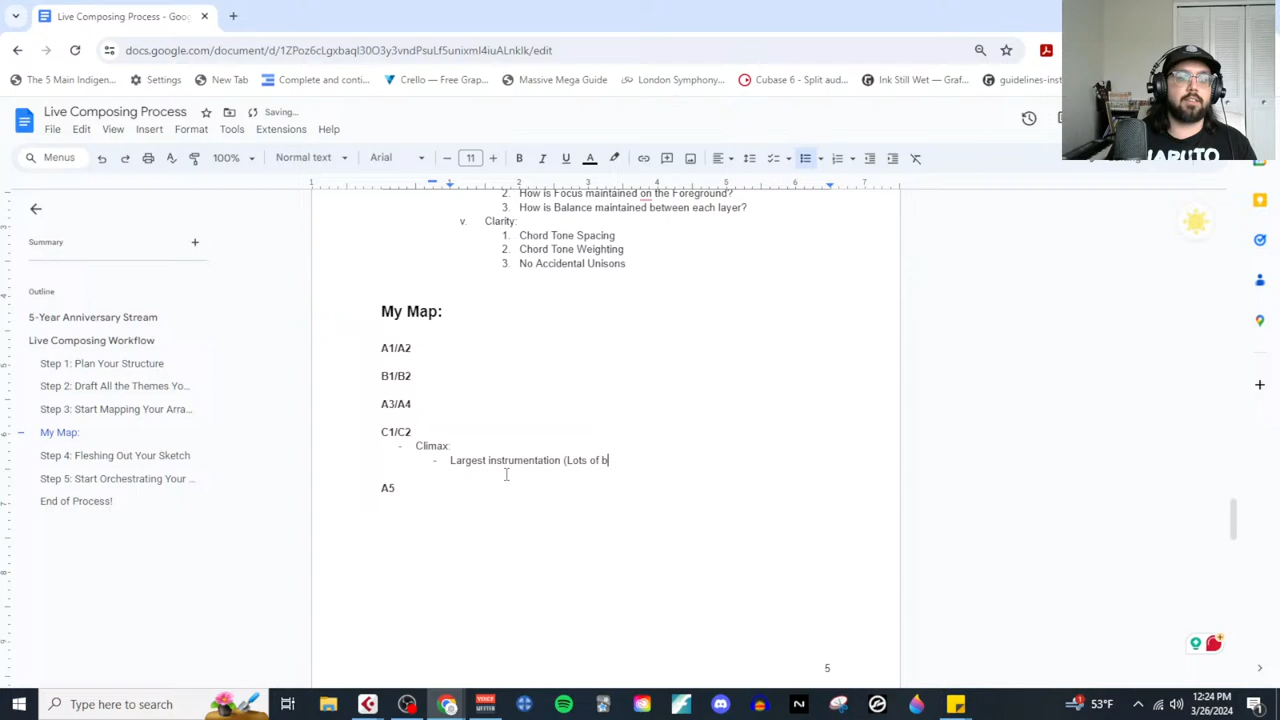 Live Composing Process - Goog
docs.google.com/document/d/1ZPoz6cLgxbaql30O3y3vndPsuLf5unixmI4iuALnklk/edit
The 5 Main Indigen...
Settings
New Tab
Complete and conti...
Crello — Free Grap...
Massive Mega Guide
London Symphony...
Cubase 6 - Split aud...
Ink Still Wet — Graf...
guidelines-inst
Live Composing Process
Saving...
File Edit View Insert Format Tools Extensions Help
Menus
100%
Normal text
Arial
11
Summary
Outline
5-Year Anniversary Stream
Live Composing Workflow
Step 1: Plan Your Structure
Step 2: Draft All the Themes Yo...
Step 3: Start Mapping Your Arra...
My Map:
Step 4: Fleshing Out Your Sketch
Step 5: Start Orchestrating Your ...
End of Process!
2. How is Focus maintained on the Foreground?
3. How is Balance maintained between each layer?
v. Clarity:
1. Chord Tone Spacing
2. Chord Tone Weighting
3. No Accidental Unisons
My Map:
A1/A2
B1/B2
A3/A4
C1/C2
- Climax:
- Largest instrumentation (Lots of b
A5
5
Type here to search
53°F
12:24 PM
3/26/2024